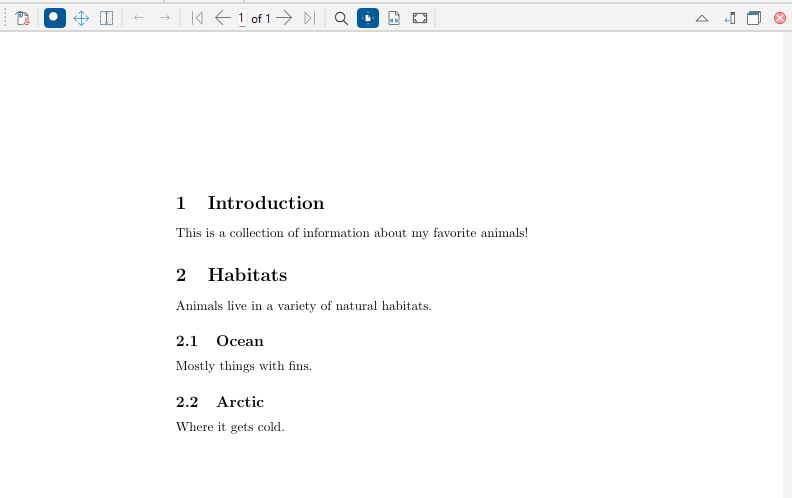 1 of 1
1 Introduction
This is a collection of information about my favorite animals!
2 Habitats
Animals live in a variety of natural habitats.
2.1 Ocean
Mostly things with fins.
2.2 Arctic
Where it gets cold.